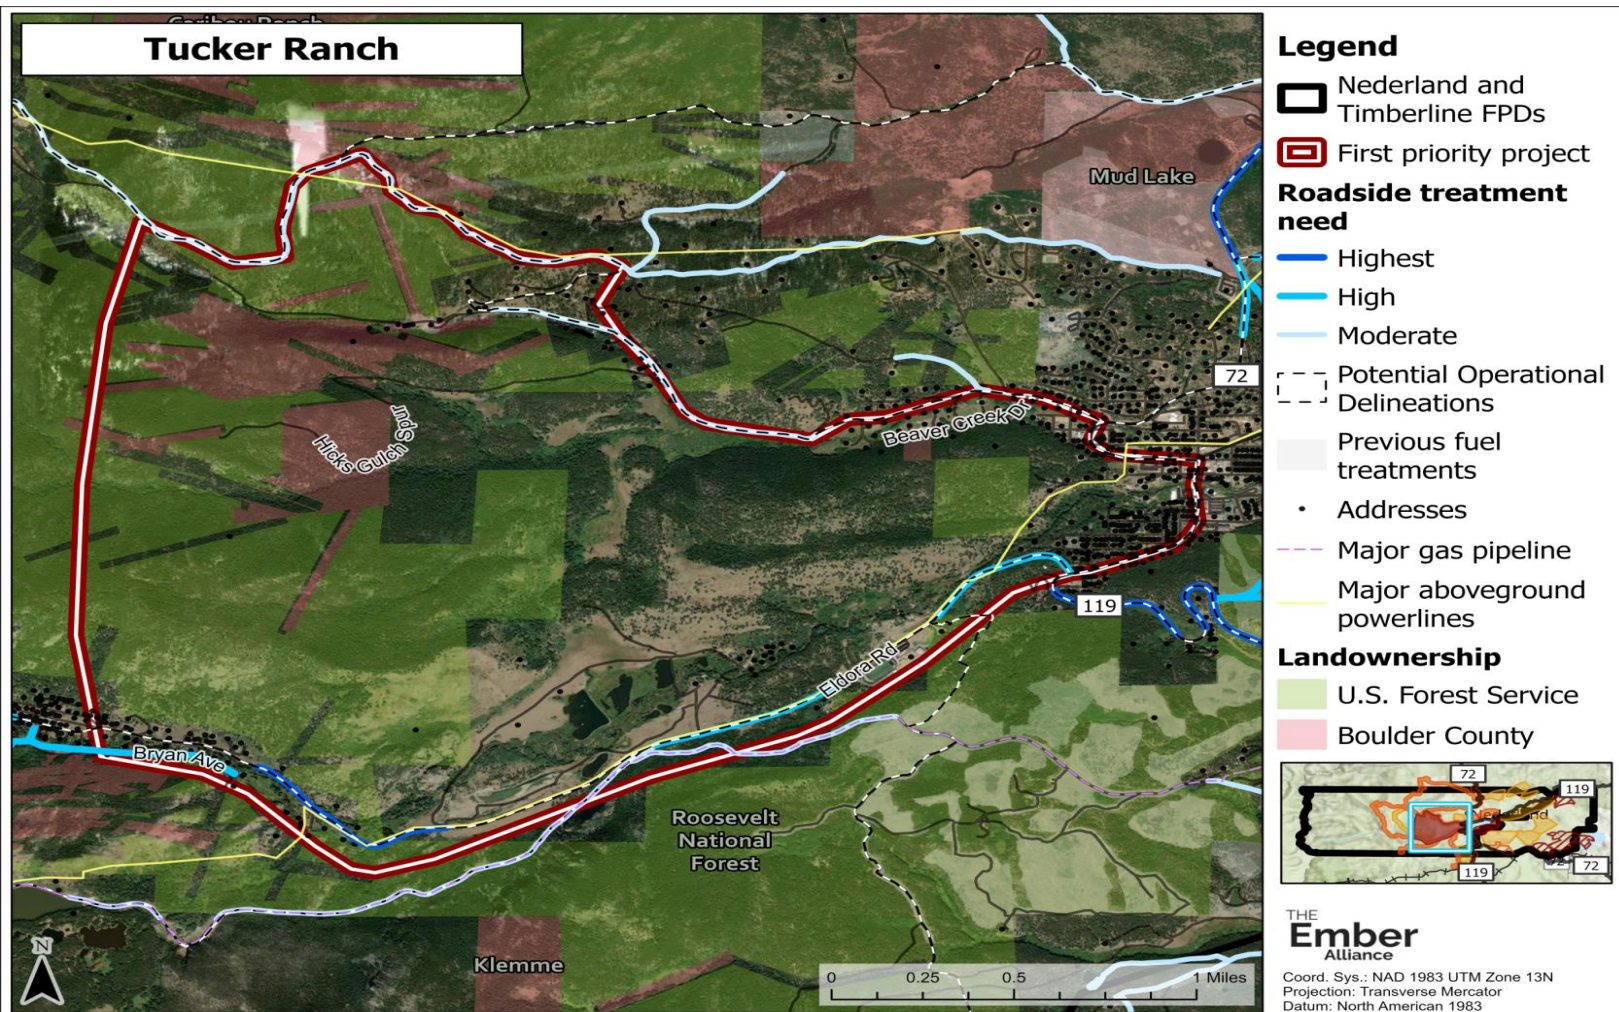 Caribou Ranch
Tucker Ranch
Mud Lake
72
Hicks Gulch Spur
Beaver Creek Dr
119
Eldora Rd
Bryan Ave
Roosevelt
National
Forest
Klemme
N
0 0.25 0.5 1 Miles
Legend
Nederland and
Timberline FPDs
First priority project
Roadside treatment
need
Highest
High
Moderate
Potential Operational
Delineations
Previous fuel
treatments
Addresses
Major gas pipeline
Major aboveground
powerlines
Landownership
U.S. Forest Service
Boulder County
72
119
119
72
THE
Ember
Alliance
Coord. Sys.: NAD 1983 UTM Zone 13N
Projection: Transverse Mercator
Datum: North American 1983